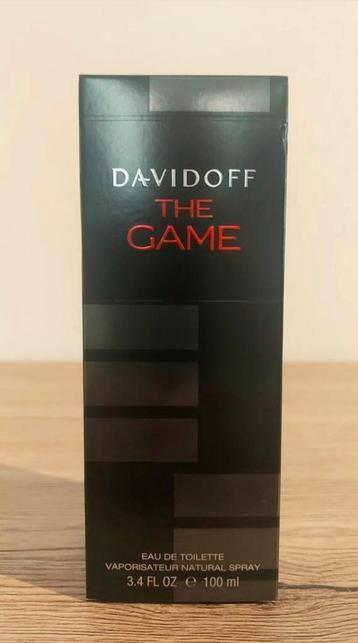 DAVIDOFF
THE
GAME
EAU DE TOILETTE
VAPORISATEUR NATURAL SPRAY
3.4 FL OZ ℮ 100 ml